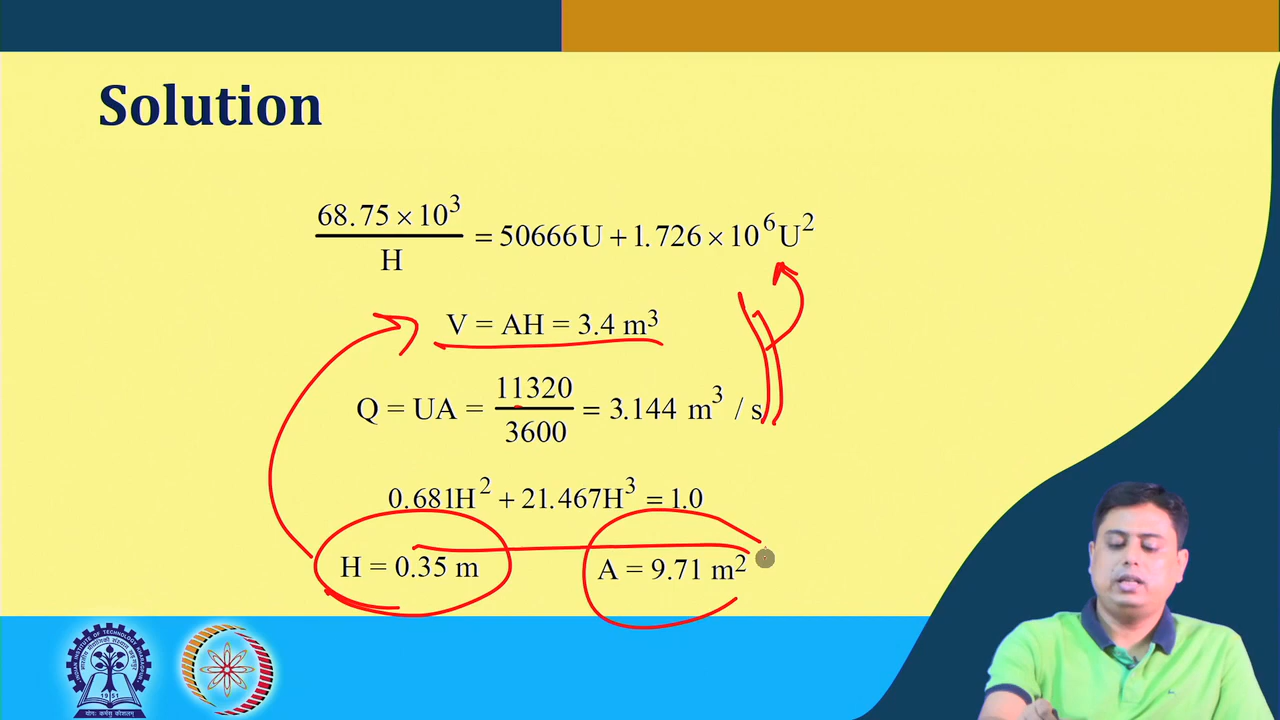 Solution
68.75 × 10³ / H = 50666U + 1.726 × 10⁶U²
V = AH = 3.4 m³
Q = UA = 11320 / 3600 = 3.144 m³ / s
0.681H² + 21.467H³ = 1.0
H = 0.35 m A = 9.71 m²
1951